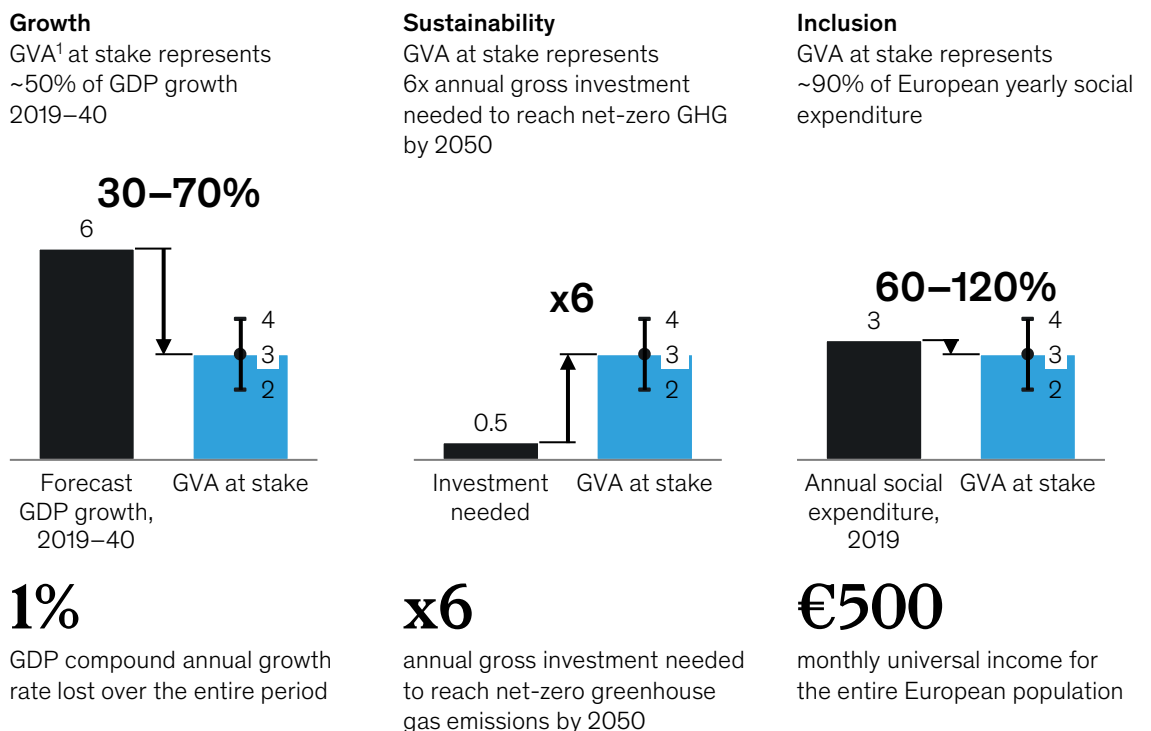 Growth
GVA¹ at stake represents
~50% of GDP growth
2019–40
30–70%
6
4
3
2
Forecast
GDP growth,
2019–40
GVA at stake
1%
GDP compound annual growth
rate lost over the entire period
Sustainability
GVA at stake represents
6x annual gross investment
needed to reach net-zero GHG
by 2050
x6
0.5
4
3
2
Investment
needed
GVA at stake
x6
annual gross investment needed
to reach net-zero greenhouse
gas emissions by 2050
Inclusion
GVA at stake represents
~90% of European yearly social
expenditure
60–120%
3
4
3
2
Annual social
expenditure,
2019
GVA at stake
€500
monthly universal income for
the entire European population